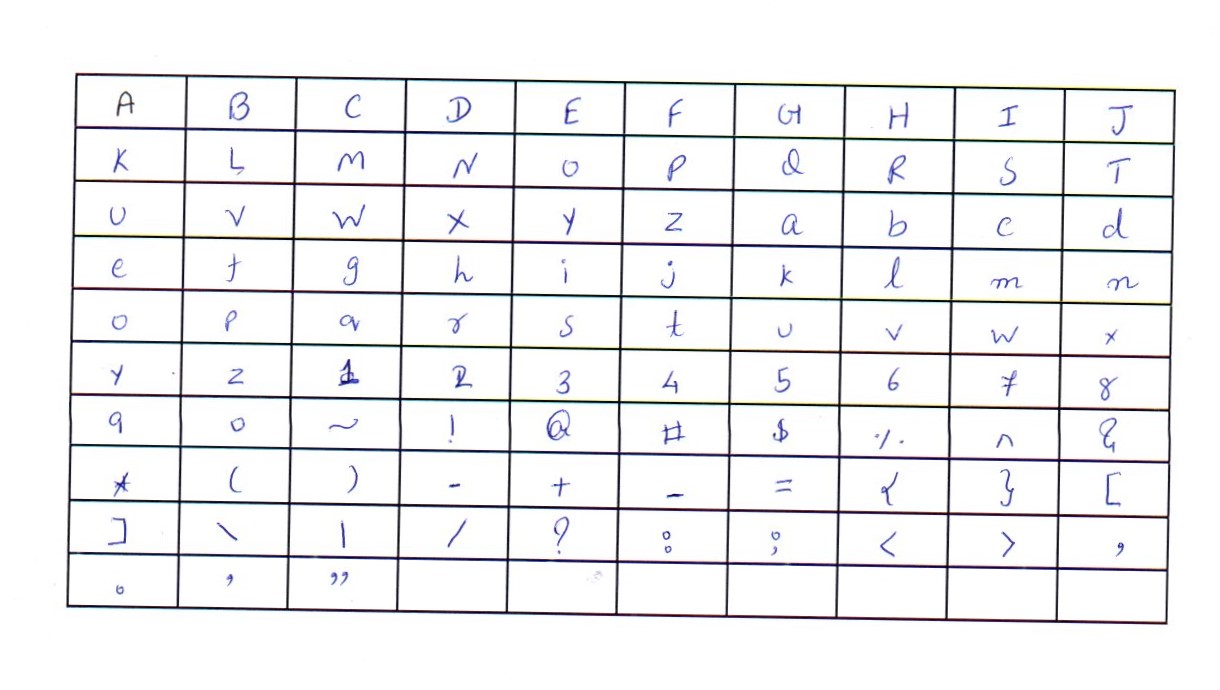 A B C D E F G H I J
K L M N O P Q R S T
U V W X Y Z a b c d
e f g h i j k l m n
o p q r s t u v w x
y z 1 2 3 4 5 6 7 8
9 0 ~ ! @ # $ % ^ &
* ( ) - + _ = { } [
] \ | / ? : ; < > ,
. ' "